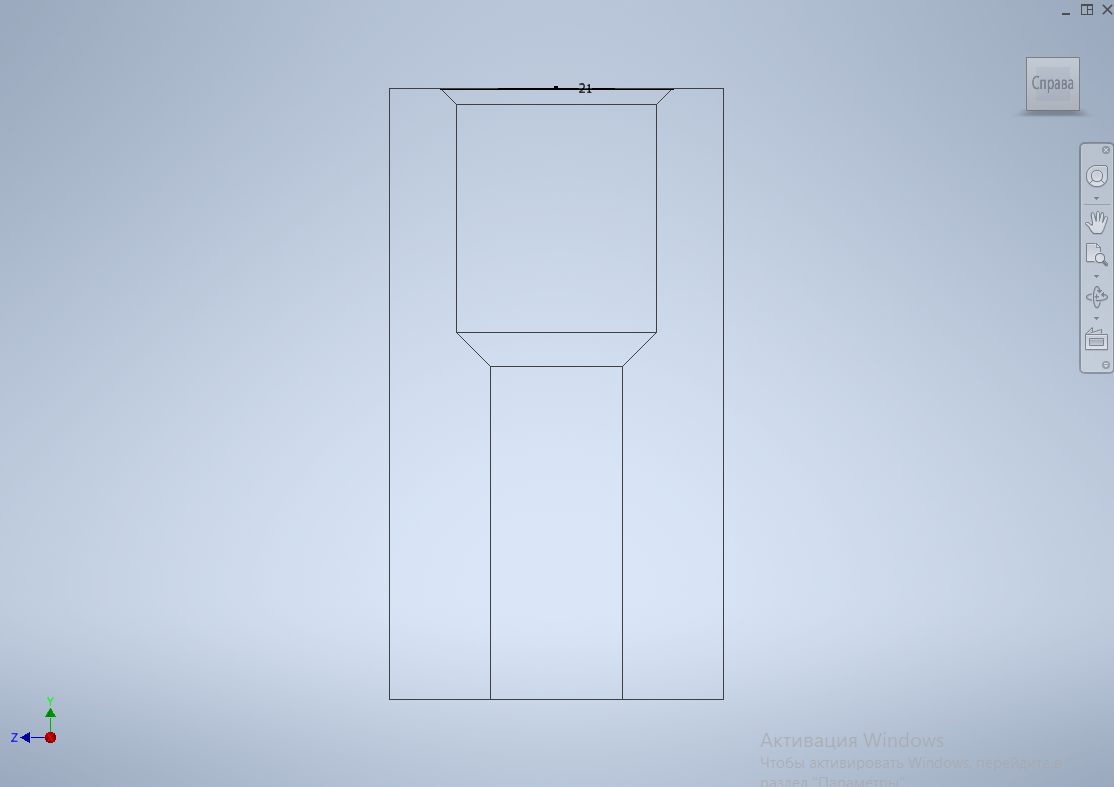 21
Справа
Y
Z
Активация Windows
Чтобы активировать Windows, перейдите в
раздел "Параметры".